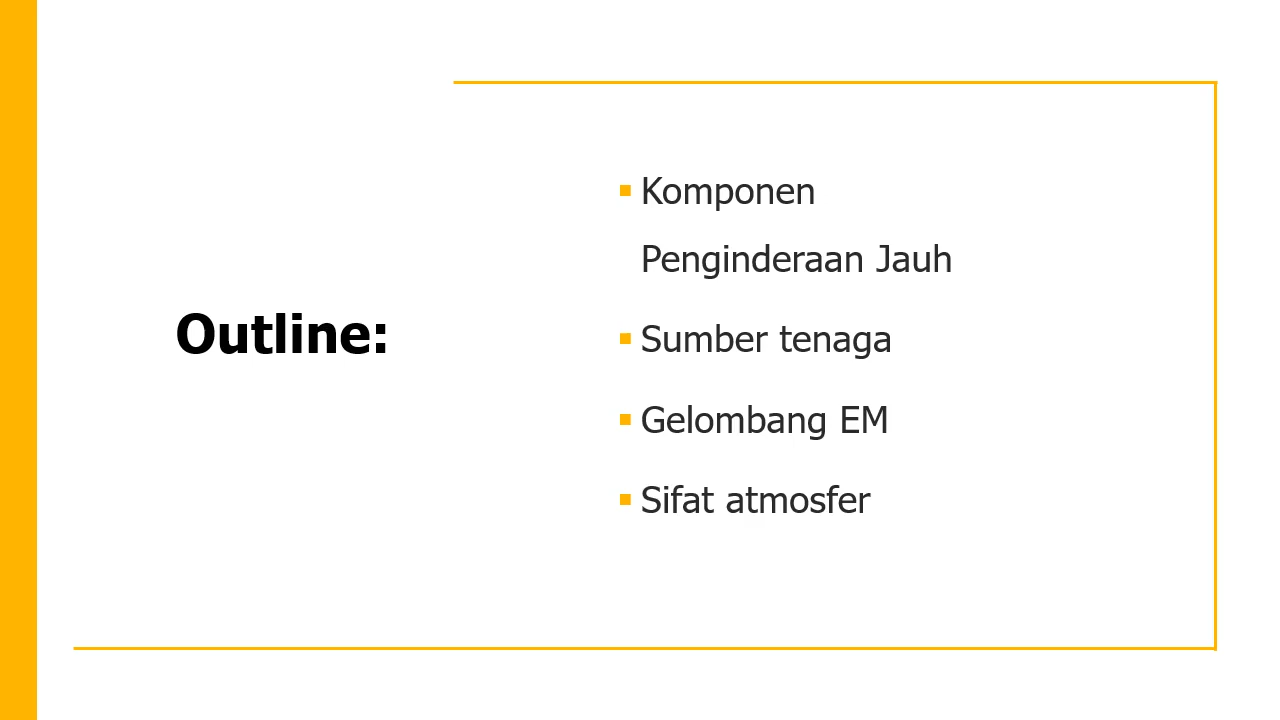 Outline:
▪ Komponen
Penginderaan Jauh
▪ Sumber tenaga
▪ Gelombang EM
▪ Sifat atmosfer